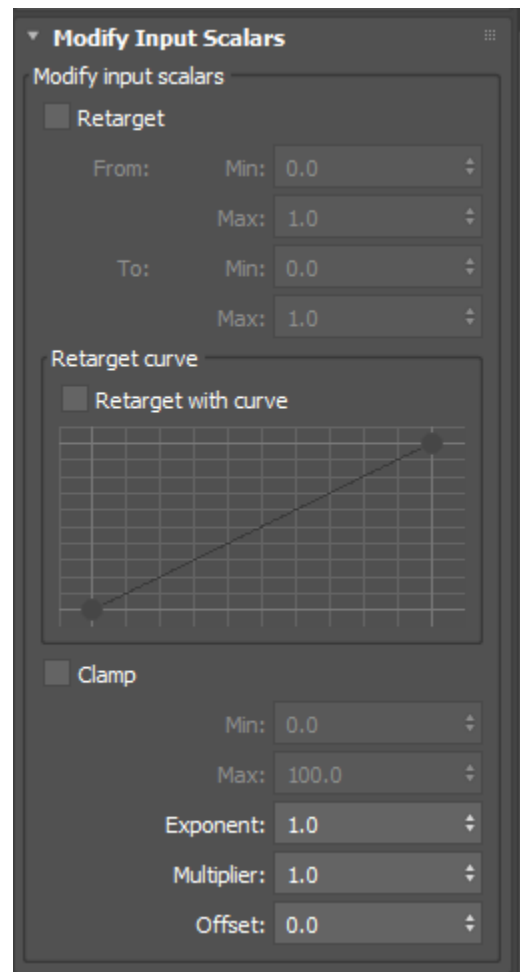 Modify Input Scalars
Modify input scalars
Retarget
From: Min: 0.0
Max: 1.0
To: Min: 0.0
Max: 1.0
Retarget curve
Retarget with curve
Clamp
Min: 0.0
Max: 100.0
Exponent: 1.0
Multiplier: 1.0
Offset: 0.0